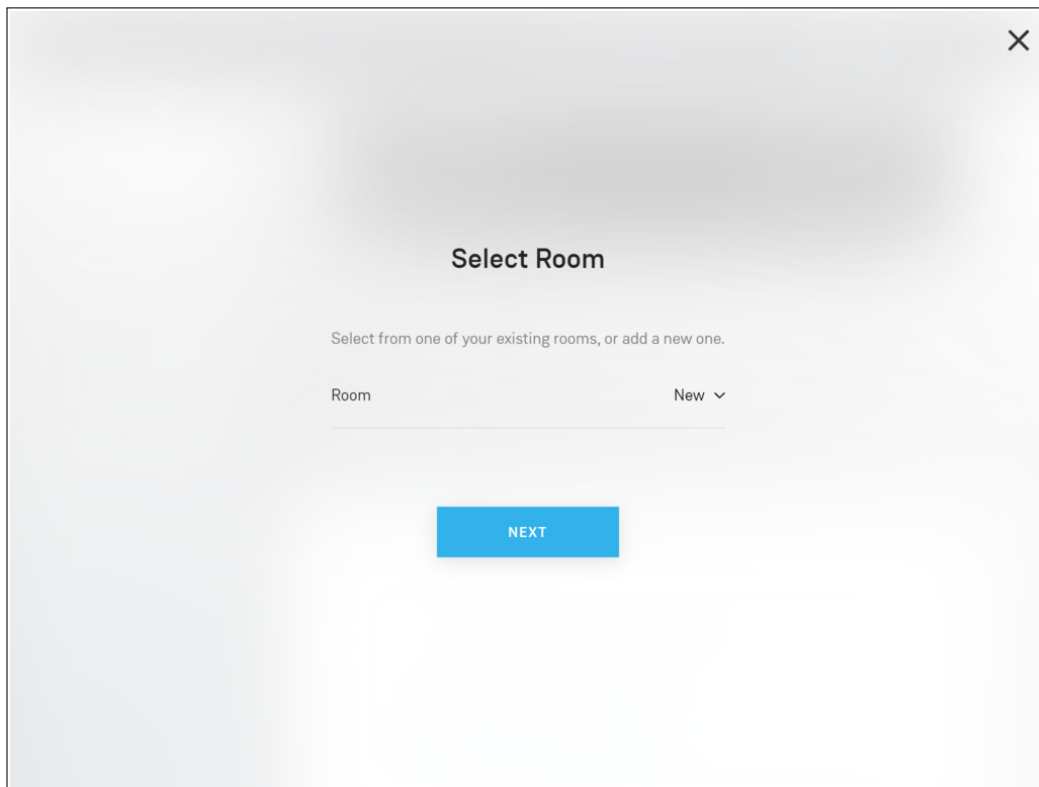 Select Room
Select from one of your existing rooms, or add a new one.
Room New
NEXT